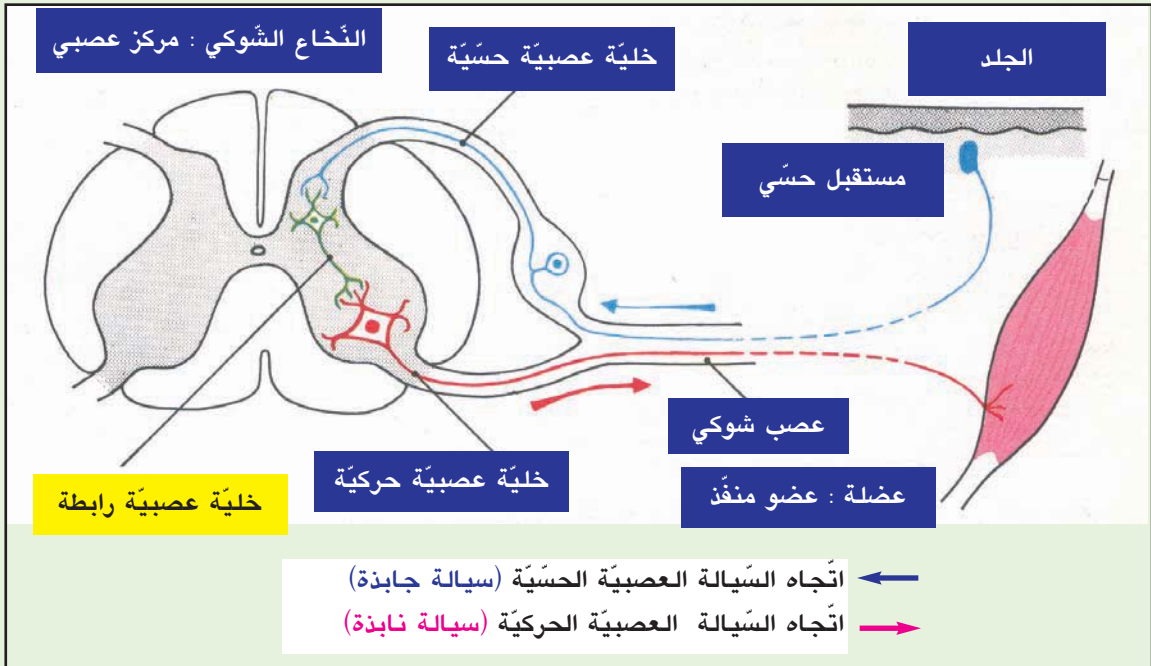 النّخاع الشّوكي : مركز عصبي
خليّة عصبيّة حسّيّة
الجلد
مستقبل حسّي
عصب شوكي
خليّة عصبيّة حركيّة
عضلة : عضو منفّذ
خليّة عصبيّة رابطة
اتّجاه السّيالة العصبيّة الحسّيّة (سيالة جابذة)
اتّجاه السّيالة العصبيّة الحركيّة (سيالة نابذة)